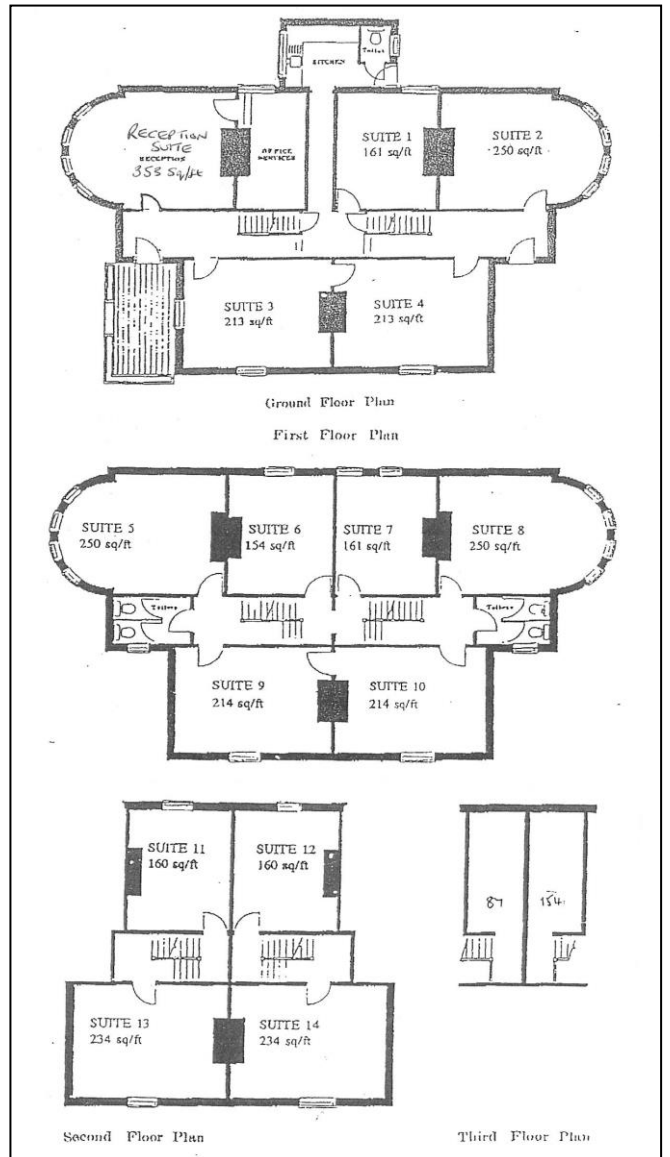 Toilet
KITCHEN
RECEPTION
SUITE
RECEPTION
353 sq/ft
OFFICE
SERVICES
SUITE 1
161 sq/ft
SUITE 2
250 sq/ft
SUITE 3
213 sq/ft
SUITE 4
213 sq/ft
Ground Floor Plan
First Floor Plan
SUITE 5
250 sq/ft
SUITE 6
154 sq/ft
SUITE 7
161 sq/ft
SUITE 8
250 sq/ft
Toilets
Toilets
SUITE 9
214 sq/ft
SUITE 10
214 sq/ft
SUITE 11
160 sq/ft
SUITE 12
160 sq/ft
87
154
SUITE 13
234 sq/ft
SUITE 14
234 sq/ft
Second Floor Plan
Third Floor Plan